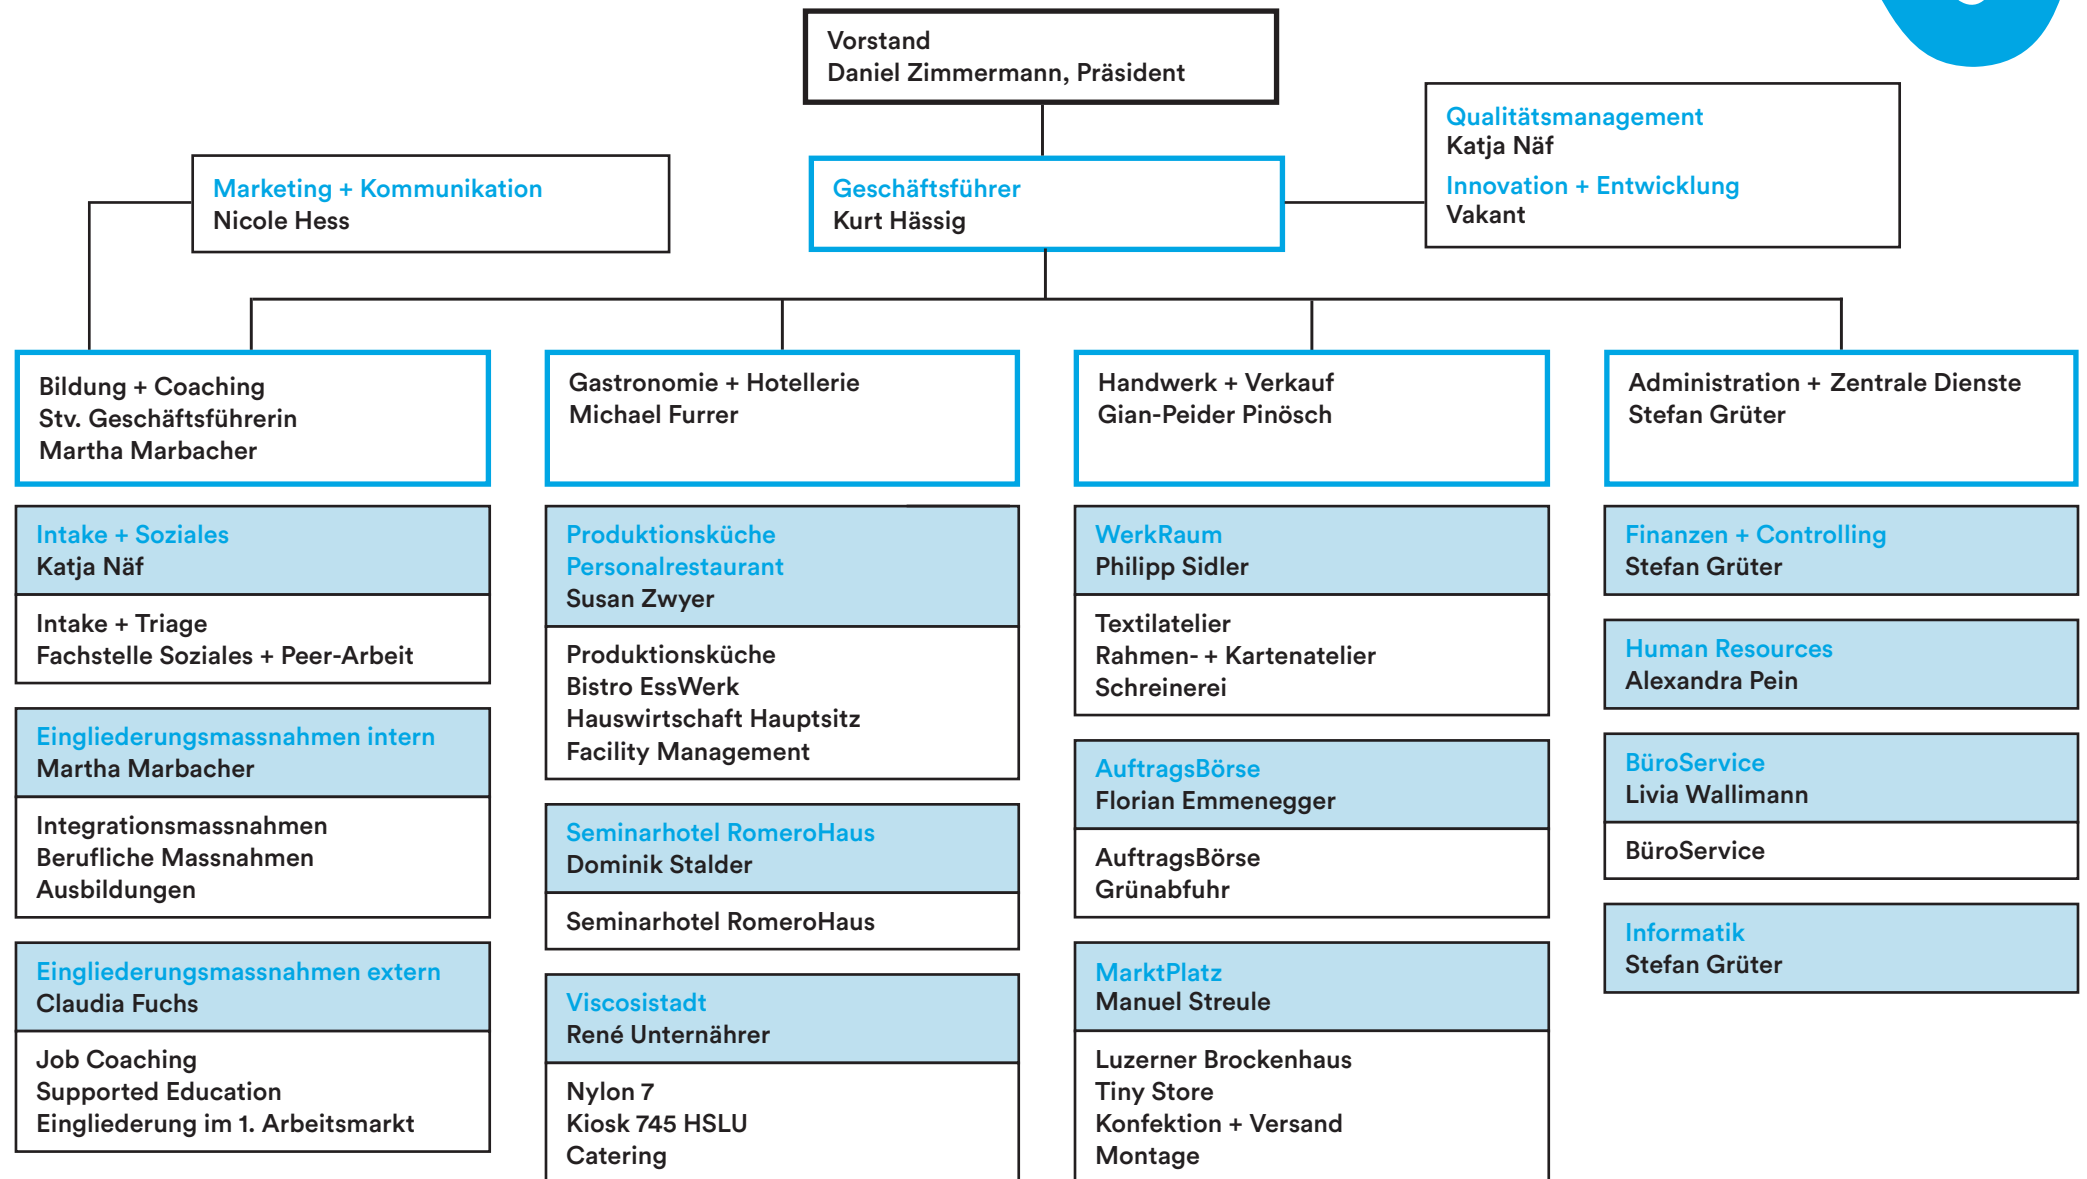 Vorstand
Daniel Zimmermann, Präsident
Qualitätsmanagement
Katja Näf
Innovation + Entwicklung
Vakant
Marketing + Kommunikation
Nicole Hess
Geschäftsführer
Kurt Hässig
Bildung + Coaching
Stv. Geschäftsführerin
Martha Marbacher
Gastronomie + Hotellerie
Michael Furrer
Handwerk + Verkauf
Gian-Peider Pinösch
Administration + Zentrale Dienste
Stefan Grüter
Intake + Soziales
Katja Näf
Intake + Triage
Fachstelle Soziales + Peer-Arbeit
Eingliederungsmassnahmen intern
Martha Marbacher
Integrationsmassnahmen
Berufliche Massnahmen
Ausbildungen
Eingliederungsmassnahmen extern
Claudia Fuchs
Job Coaching
Supported Education
Eingliederung im 1. Arbeitsmarkt
Produktionsküche
Personalrestaurant
Susan Zwyer
Produktionsküche
Bistro EssWerk
Hauswirtschaft Hauptsitz
Facility Management
Seminarhotel RomeroHaus
Dominik Stalder
Seminarhotel RomeroHaus
Viscosistadt
René Unternährer
Nylon 7
Kiosk 745 HSLU
Catering
WerkRaum
Philipp Sidler
Textilatelier
Rahmen- + Kartenatelier
Schreinerei
AuftragsBörse
Florian Emmenegger
AuftragsBörse
Grünabfuhr
MarktPlatz
Manuel Streule
Luzerner Brockenhaus
Tiny Store
Konfektion + Versand
Montage
Finanzen + Controlling
Stefan Grüter
Human Resources
Alexandra Pein
BüroService
Livia Wallimann
BüroService
Informatik
Stefan Grüter